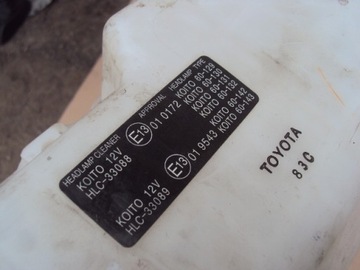 HEADLAMP CLEANER
KOITO 12V
HLC-33088
E13
01 0172
APPROVAL
HEADLAMP TYPE
KOITO 60-129
KOITO 60-130
KOITO 60-131
KOITO 60-132
KOITO 12V
HLC-33089
E13
01 9543
KOITO 60-142
KOITO 60-143
TOYOTA
83C